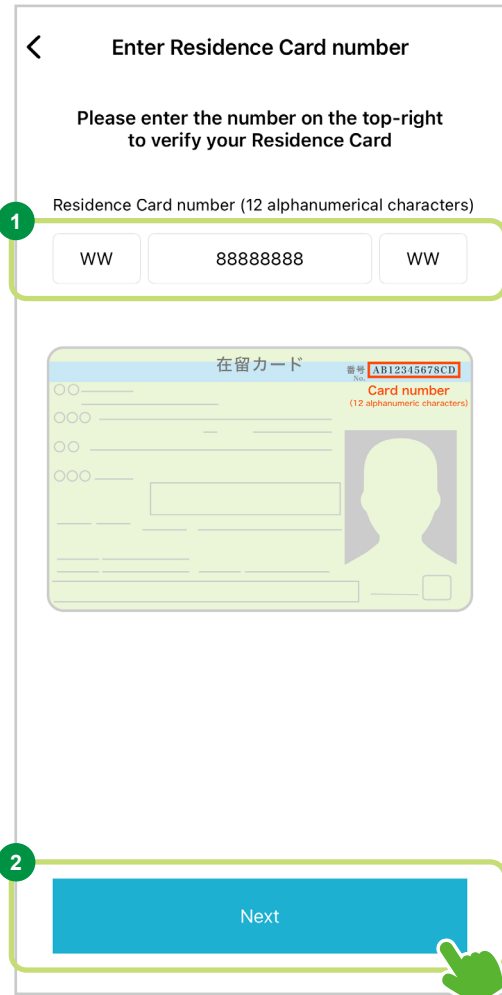 Enter Residence Card number
Please enter the number on the top-right
to verify your Residence Card
1
Residence Card number (12 alphanumerical characters)
WW 88888888 WW
在留カード
番号 AB12345678CD
No.
Card number
(12 alphanumeric characters)
2
Next